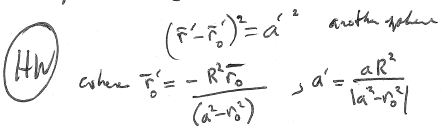 (r̄′ - r̄₀′)² = a′² another sphere
HW
where r̄₀′ = - R² r̄₀ / (a² - r₀²) , a′ = aR² / |a² - r₀²|